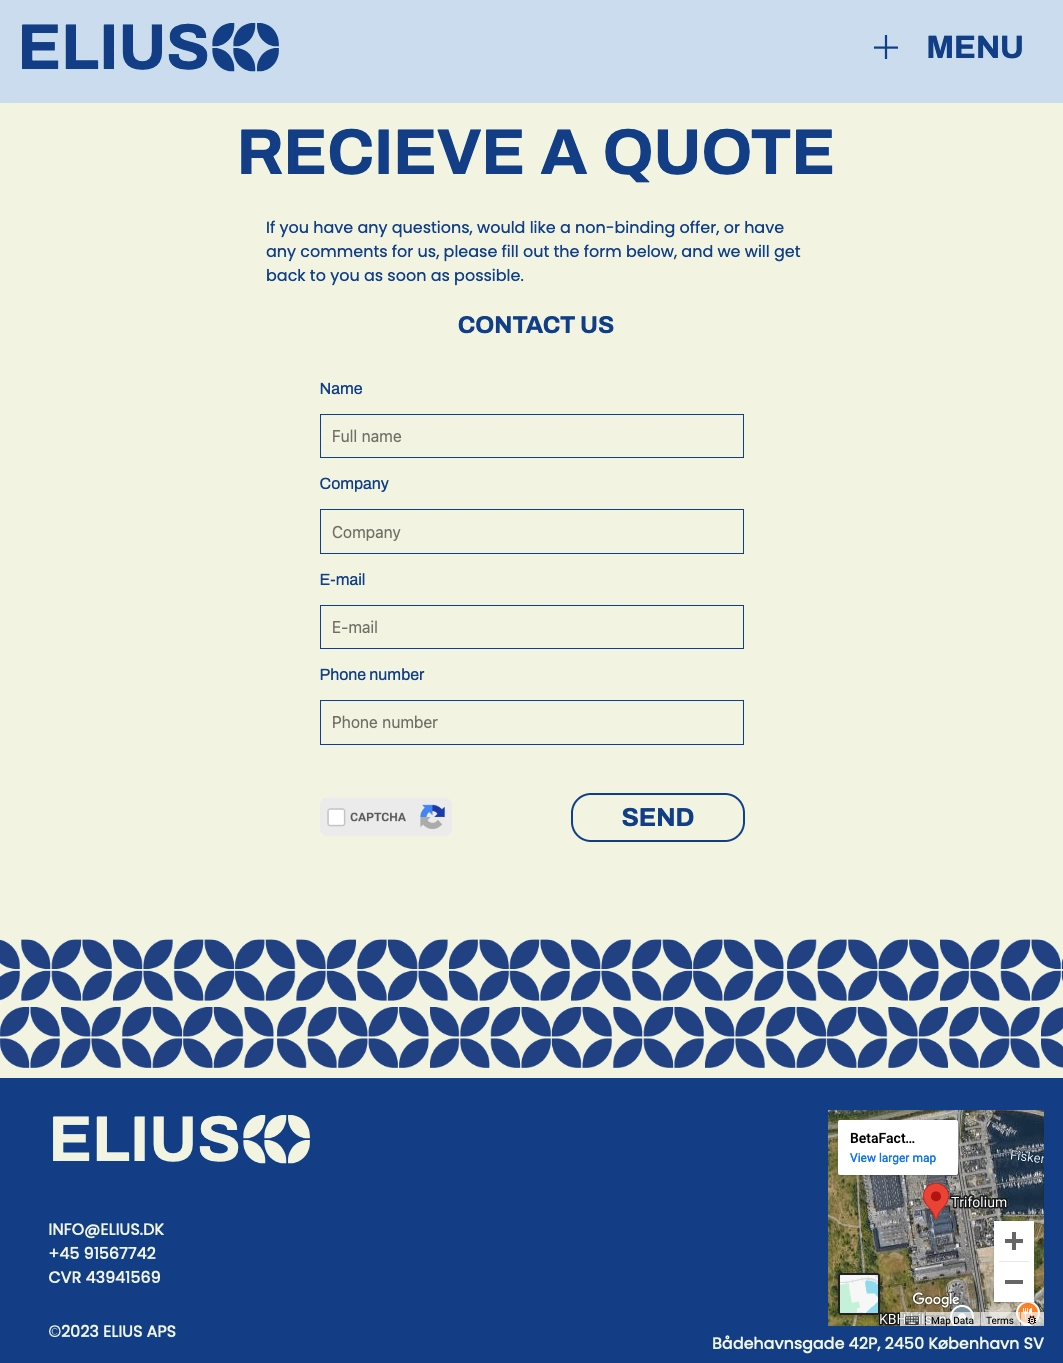 ELIUS
MENU
RECIEVE A QUOTE
If you have any questions, would like a non-binding offer, or have
any comments for us, please fill out the form below, and we will get
back to you as soon as possible.
CONTACT US
Name
Full name
Company
Company
E-mail
E-mail
Phone number
Phone number
CAPTCHA
SEND
ELIUS
INFO@ELIUS.DK
+45 91567742
CVR 43941569
©2023 ELIUS APS
BetaFact...
View larger map
Fisker
Trifolium
Google
KBH
Map Data
Terms
Bådehavnsgade 42P, 2450 København SV